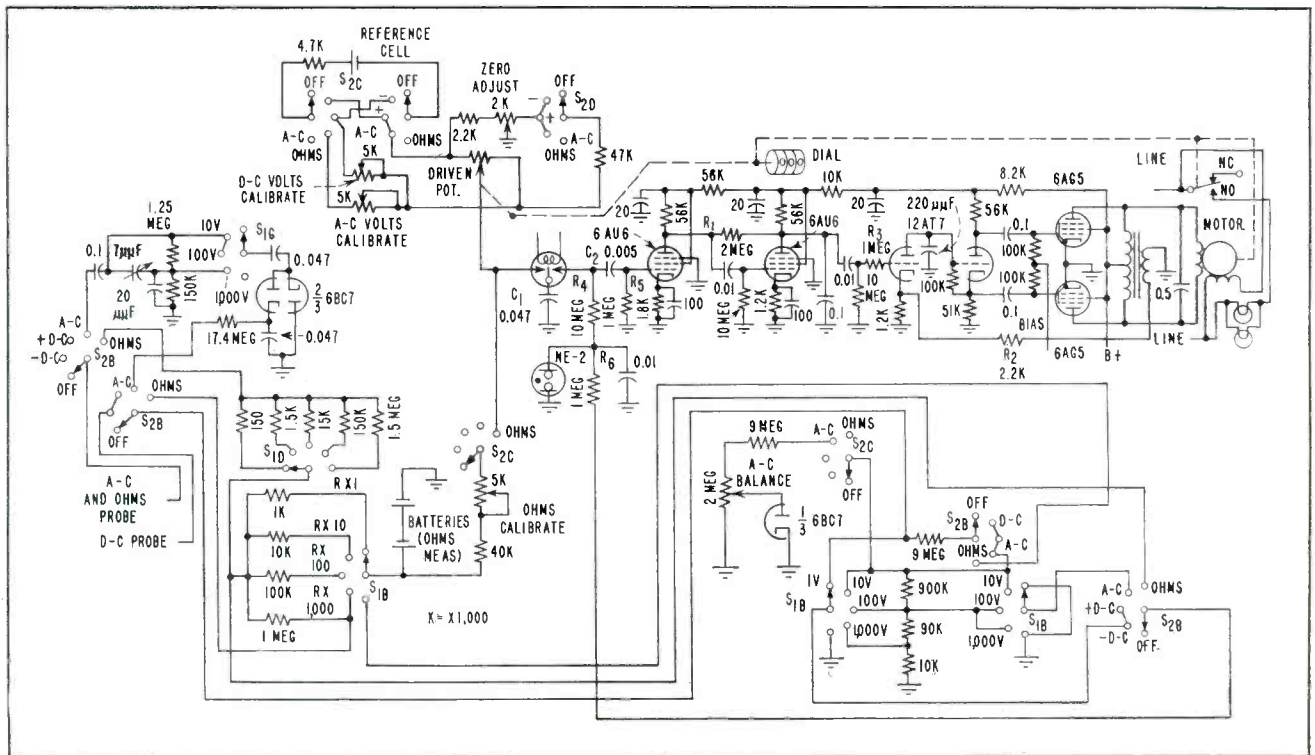 REFERENCE
CELL
4.7K
OFF
S2C
OFF
ZERO
ADJUST
2K
OFF
S2D
−
+
−
+
A-C
OHMS
A-C
OHMS
2.2K
A-C
OHMS
47K
5K
D-C VOLTS
CALIBRATE
5K
A-C VOLTS
CALIBRATE
DRIVEN
POT.
DIAL
LINE
NC
NO
MOTOR
LINE
1.25
MEG
10V
S1G
0.1
7μμF
100V
0.047
20
μμF
150K
1,000V
2/3 6BC7
17.4 MEG
0.047
A-C
+D-C
-D-C
OFF
S2B
OHMS
A-C
OHMS
S2B
OFF
A-C
AND OHMS
PROBE
D-C PROBE
150
1.5K
15K
150K
1.5 MEG
S1D
RX1
1K
RX 10
10K
RX
100
100K
RX
1,000
1 MEG
S1B
BATTERIES
(OHMS
MEAS)
OHMS
S2C
5K
OHMS
CALIBRATE
40K
K = X1,000
C1
0.047
C2
0.005
R4
10 MEG
R5
1 MEG
NE-2
R6
1 MEG
0.01
20
56K
56K
6AU6
1.8K
100
R1
2MEG
0.01
10 MEG
20
56K
6AU6
1.2K
100
10K
20
0.1
0.01
R3
1MEG
10
MEG
220μμF
12AT7
1.2K
100K
56K
51K
8.2K
6AG5
0.1
100K
100K
0.1
BIAS
6AG5
B+
R2
2.2K
0.5
9 MEG
A-C
OHMS
S2C
OFF
2 MEG
A-C
BALANCE
1/3 6BC7
OFF
S2B
D-C
OHMS
A-C
9 MEG
1V
10V
S1B
100V
1,000V
900K
90K
10K
10V
100V
1,000V
S1B
A-C
OHMS
+D-C
-D-C
S2B
OFF